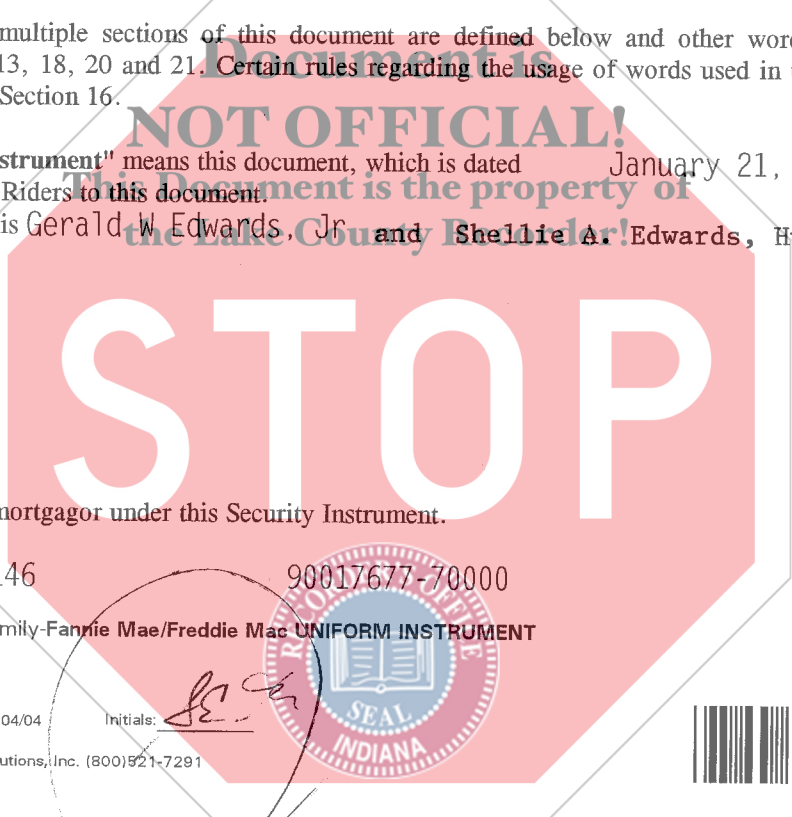 multiple sections of this document are defined below and other word
13, 18, 20 and 21. Certain rules regarding the usage of words used in
Section 16.
Document is
NOT OFFICIAL!
This Document is the property of
the Lake County Recorder!
strument" means this document, which is dated January 21,
Riders to this document.
is Gerald W Edwards, Jr and Shellie A. Edwards, H
STOP
mortgagor under this Security Instrument.
146 90017677-70000
mily-Fannie Mae/Freddie Mac UNIFORM INSTRUMENT
04/04 Initials:
utions, Inc. (800)521-7291
RECORDER'S OFFICE
SEAL
INDIANA